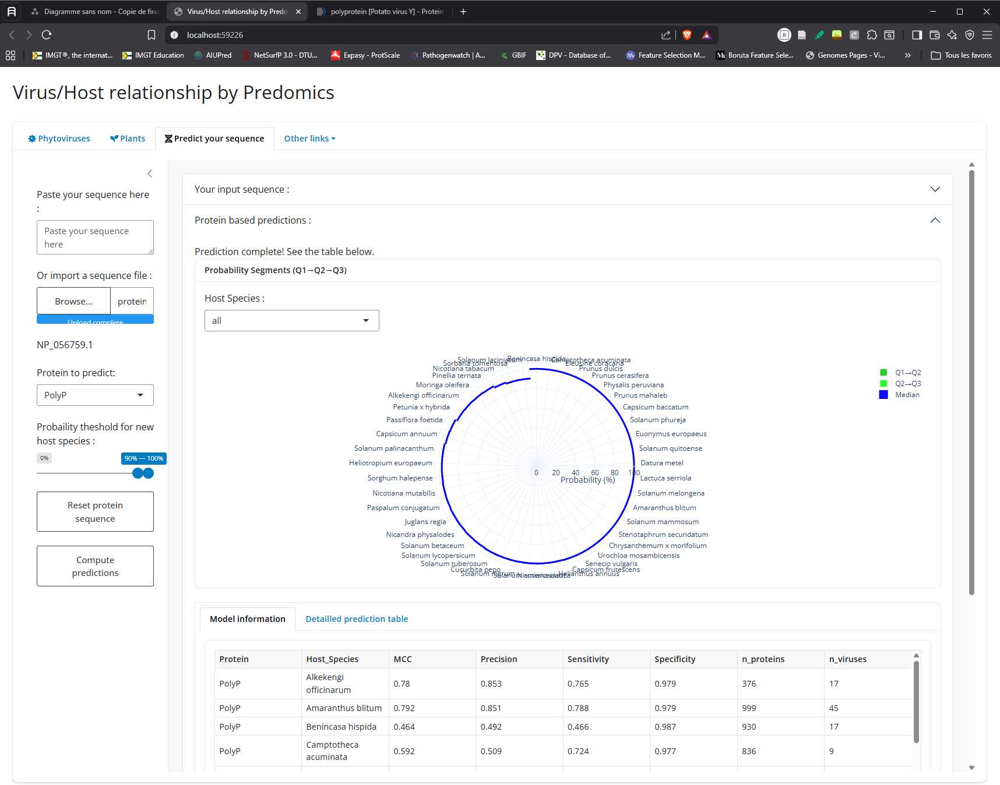 Diagramme sans nom - Copie de fina
Virus/Host relationship by Predo
polyprotein [Potato virus Y] - Protein
localhost:59226
IMGT®, the internat...
IMGT Education
AIUPred
NetSurfP 3.0 - DTU...
Expasy - ProtScale
Pathogenwatch | A...
GBIF
DPV - Database of...
Feature Selection M...
Boruta Feature Sele...
Genomes Pages - Vi...
Tous les favoris
Virus/Host relationship by Predomics
Phytoviruses
Plants
Predict your sequence
Other links
Paste your sequence here
:
Paste your sequence
here
Or import a sequence file :
Browse...
protein
Upload complete
NP_056759.1
Protein to predict:
PolyP
Probaility theshold for new
host species :
0%
90% — 100%
Reset protein
sequence
Compute
predictions
Your input sequence :
Protein based predictions :
Prediction complete! See the table below.
Probability Segments (Q1→Q2→Q3)
Host Species :
all
Benincasa hispida
Camptotheca acuminata
Eleusine coracana
Prunus dulcis
Prunus cerasifera
Physalis peruviana
Prunus mahaleb
Capsicum baccatum
Solanum phureja
Euonymus europaeus
Solanum quitoense
Datura metel
Lactuca serriola
Solanum melongena
Amaranthus blitum
Solanum mammosum
Stenotaphrum secundatum
Chrysanthemum x morifolium
Urochloa mosambicensis
Senecio vulgaris
Capsicum frutescens
Helianthus annuus
Solanum nigrum
Cucurbita pepo
Solanum tuberosum
Solanum lycopersicum
Solanum betaceum
Nicandra physalodes
Juglans regia
Paspalum conjugatum
Nicotiana mutabilis
Sorghum halepense
Heliotropium europaeum
Solanum palinacanthum
Capsicum annuum
Passiflora foetida
Petunia x hybrida
Alkekengi officinarum
Moringa oleifera
Pinellia ternata
Nicotiana tabacum
Sorbaria tomentosa
Solanum laciniatum
0 20 40 60 80 100
Probability (%)
Q1→Q2
Q2→Q3
Median
Model information
Detailled prediction table
Protein Host_Species MCC Precision Sensitivity Specificity n_proteins n_viruses
PolyP Alkekengi officinarum 0.78 0.853 0.765 0.979 376 17
PolyP Amaranthus blitum 0.792 0.851 0.788 0.979 999 45
PolyP Benincasa hispida 0.464 0.492 0.466 0.987 930 17
PolyP Camptotheca acuminata 0.592 0.509 0.724 0.977 836 9